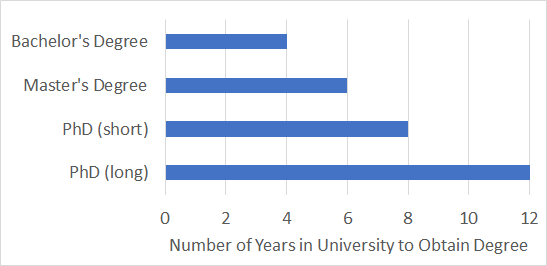 Bachelor's Degree
Master's Degree
PhD (short)
PhD (long)
0 2 4 6 8 10 12
Number of Years in University to Obtain Degree